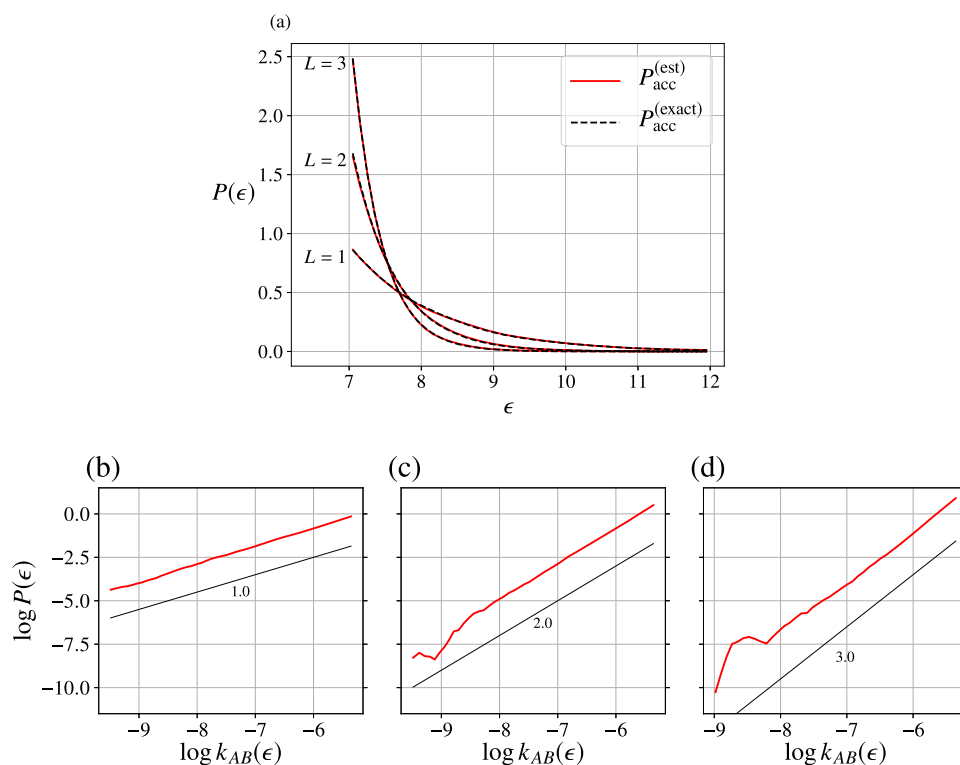 (a)
2.5
2.0
1.5
1.0
0.5
0.0
P(ϵ)
L = 3
L = 2
L = 1
P_acc^(est)
P_acc^(exact)
7 8 9 10 11 12
ϵ
(b) (c) (d)
0.0
−2.5
−5.0
−7.5
−10.0
log P(ϵ)
1.0
2.0
3.0
−9 −8 −7 −6 −9 −8 −7 −6 −9 −8 −7 −6
log k_AB(ϵ) log k_AB(ϵ) log k_AB(ϵ)